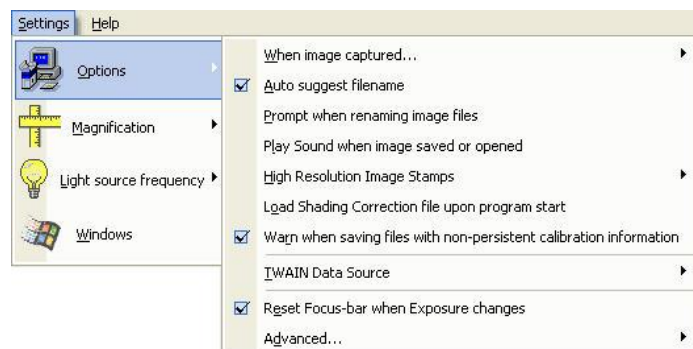 Settings Help
Options
Magnification
Light source frequency
Windows
When image captured...
Auto suggest filename
Prompt when renaming image files
Play Sound when image saved or opened
High Resolution Image Stamps
Load Shading Correction file upon program start
Warn when saving files with non-persistent calibration information
TWAIN Data Source
Reset Focus-bar when Exposure changes
Advanced...